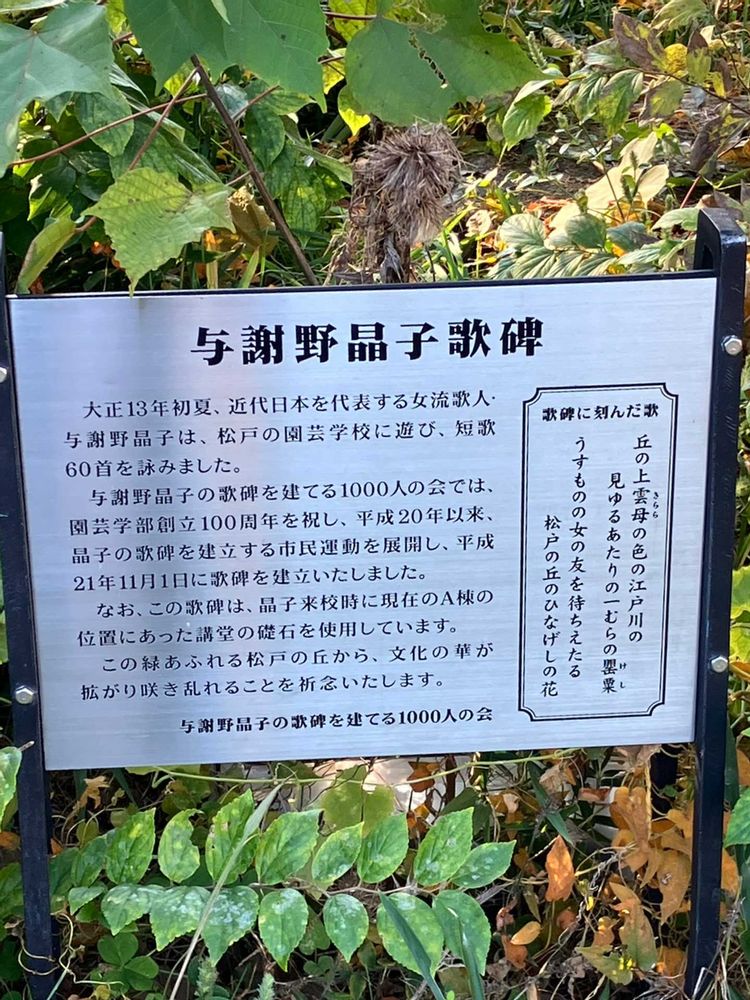 与謝野晶子歌碑
大正13年初夏、近代日本を代表する女流歌人・
与謝野晶子は、松戸の園芸学校に遊び、短歌
60首を詠みました。
与謝野晶子の歌碑を建てる1000人の会では、
園芸学部創立100周年を祝し、平成20年以来、
晶子の歌碑を建立する市民運動を展開し、平成
21年11月1日に歌碑を建立いたしました。
なお、この歌碑は、晶子来校時に現在のA棟の
位置にあった講堂の礎石を使用しています。
この緑あふれる松戸の丘から、文化の華が
拡がり咲き乱れることを祈念いたします。
与謝野晶子の歌碑を建てる1000人の会
歌碑に刻んだ歌
丘の上雲母の色の江戸川の
きらら
見ゆるあたりの一むらの罌粟
けし
うすものの女の友を待ちえたる
松戸の丘のひなげしの花